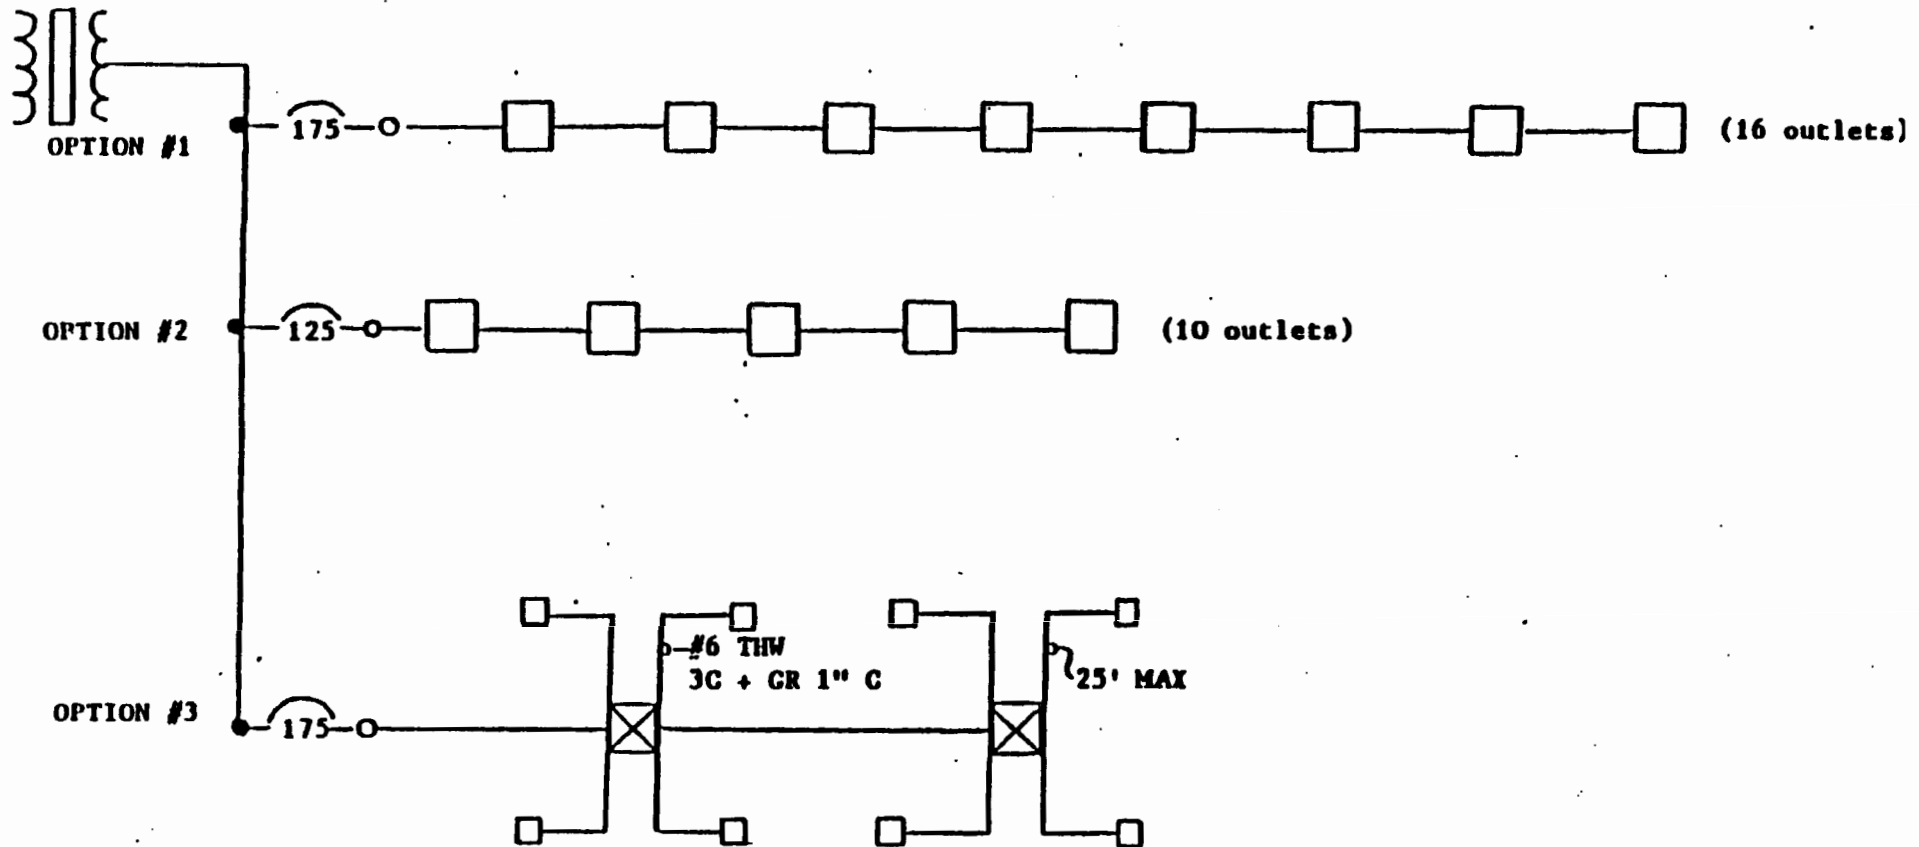 OPTION #1
175
(16 outlets)
OPTION #2
125
(10 outlets)
#6 THW
3C + GR 1" C
25' MAX
OPTION #3
175